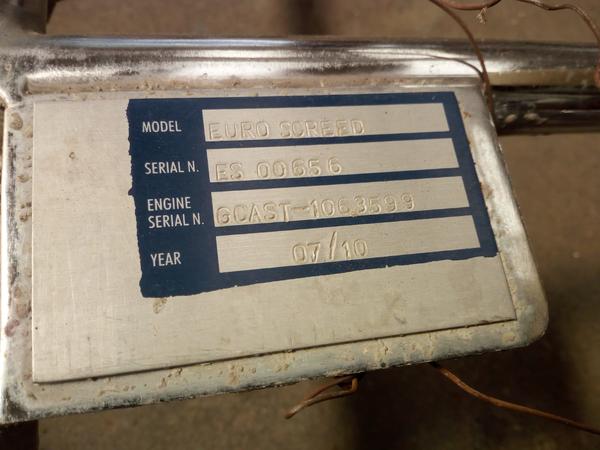 MODEL EURO SCREED
SERIAL N. ES 00656
ENGINE SERIAL N. GCAST-1063599
YEAR 07/10